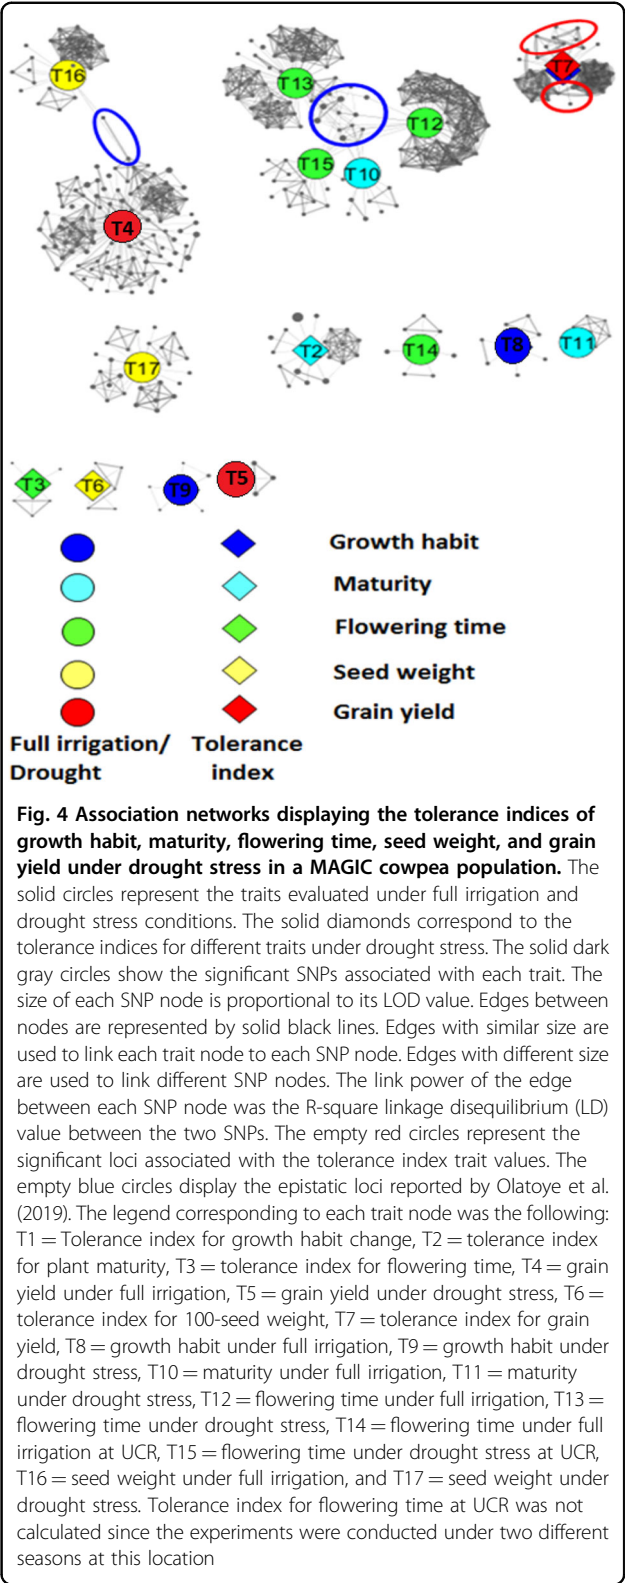 T16
T13
T7
T12
T15
T10
T4
T2
T14
T8
T11
T17
T3
T6
T9
T5
Growth habit
Maturity
Flowering time
Seed weight
Grain yield
Full irrigation/
Drought
Tolerance
index
Fig. 4 Association networks displaying the tolerance indices of
growth habit, maturity, flowering time, seed weight, and grain
yield under drought stress in a MAGIC cowpea population. The
solid circles represent the traits evaluated under full irrigation and
drought stress conditions. The solid diamonds correspond to the
tolerance indices for different traits under drought stress. The solid dark
gray circles show the significant SNPs associated with each trait. The
size of each SNP node is proportional to its LOD value. Edges between
nodes are represented by solid black lines. Edges with similar size are
used to link each trait node to each SNP node. Edges with different size
are used to link different SNP nodes. The link power of the edge
between each SNP node was the R-square linkage disequilibrium (LD)
value between the two SNPs. The empty red circles represent the
significant loci associated with the tolerance index trait values. The
empty blue circles display the epistatic loci reported by Olatoye et al.
(2019). The legend corresponding to each trait node was the following:
T1 = Tolerance index for growth habit change, T2 = tolerance index
for plant maturity, T3 = tolerance index for flowering time, T4 = grain
yield under full irrigation, T5 = grain yield under drought stress, T6 =
tolerance index for 100-seed weight, T7 = tolerance index for grain
yield, T8 = growth habit under full irrigation, T9 = growth habit under
drought stress, T10 = maturity under full irrigation, T11 = maturity
under drought stress, T12 = flowering time under full irrigation, T13 =
flowering time under drought stress, T14 = flowering time under full
irrigation at UCR, T15 = flowering time under drought stress at UCR,
T16 = seed weight under full irrigation, and T17 = seed weight under
drought stress. Tolerance index for flowering time at UCR was not
calculated since the experiments were conducted under two different
seasons at this location